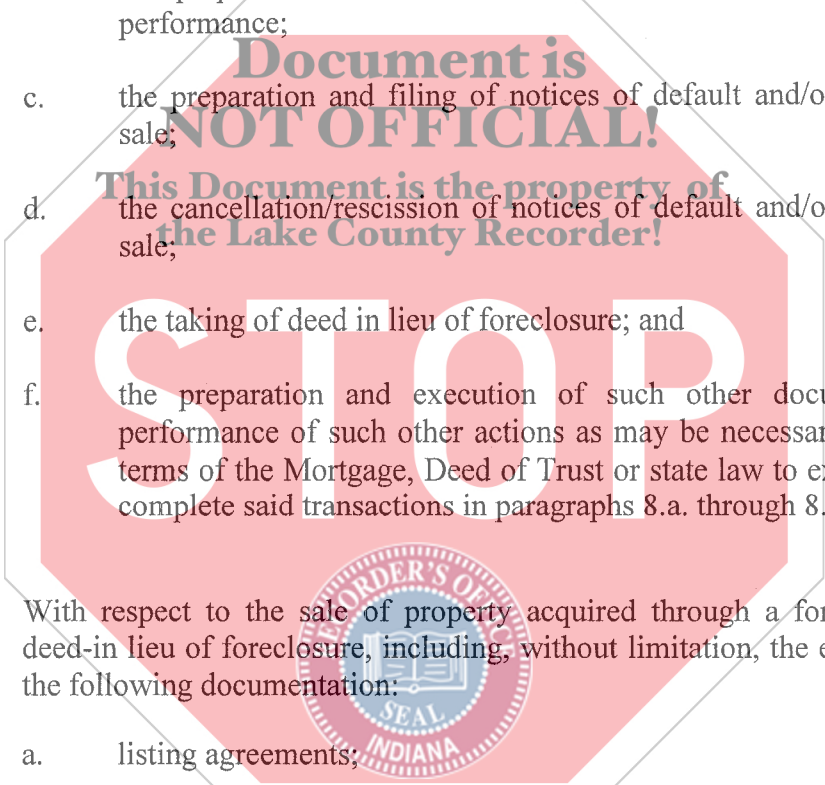 performance;
Document is
c. the preparation and filing of notices of default and/o
NOT OFFICIAL!
sale;
This Document is the property of
d. the cancellation/rescission of notices of default and/o
the Lake County Recorder!
sale;
e. the taking of deed in lieu of foreclosure; and
STOP
f. the preparation and execution of such other docu
performance of such other actions as may be necessar
terms of the Mortgage, Deed of Trust or state law to e
complete said transactions in paragraphs 8.a. through 8.
ORDER'S OF
With respect to the sale of property acquired through a for
deed-in lieu of foreclosure, including, without limitation, the e
the following documentation:
SEAL
INDIANA
a. listing agreements;